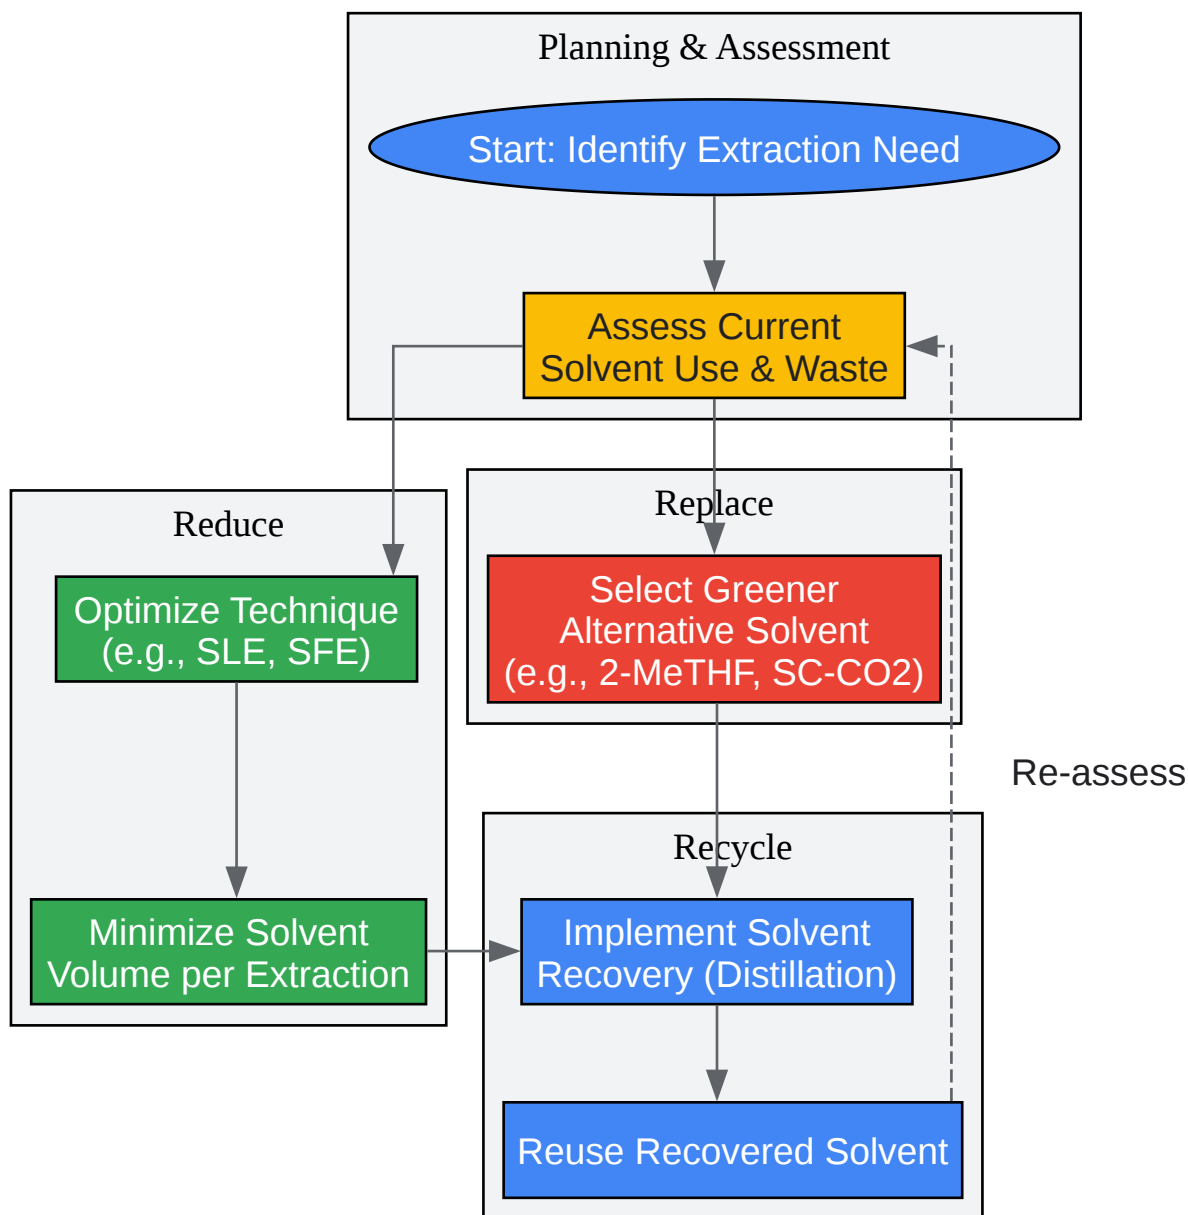 Planning & Assessment
Start: Identify Extraction Need
Assess Current
Solvent Use & Waste
Reduce
Optimize Technique
(e.g., SLE, SFE)
Minimize Solvent
Volume per Extraction
Replace
Select Greener
Alternative Solvent
(e.g., 2-MeTHF, SC-CO2)
Re-assess
Recycle
Implement Solvent
Recovery (Distillation)
Reuse Recovered Solvent